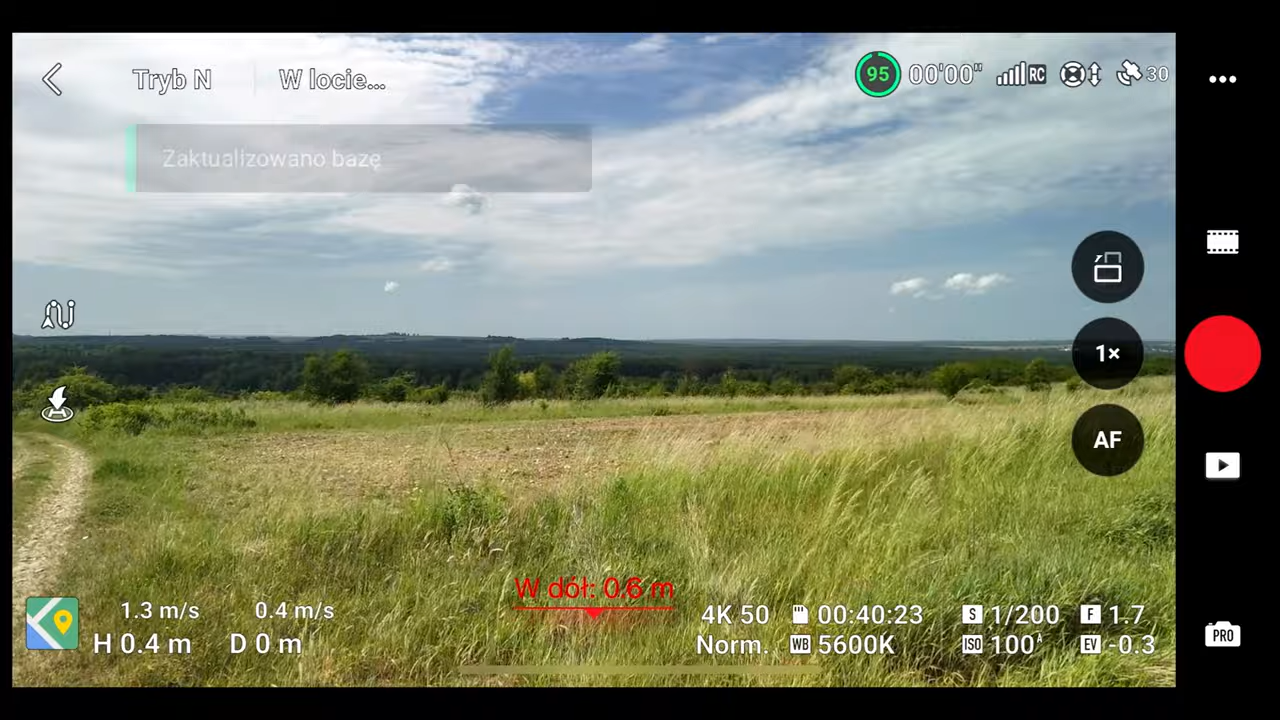 Tryb N
W locie...
95
00'00"
RC
30
Zaktualizowano bazę
1×
AF
W dół: 0.6 m
1.3 m/s
0.4 m/s
H 0.4 m
D 0 m
4K 50
00:40:23
S 1/200
F 1.7
Norm.
WB 5600K
ISO 100 A
EV -0.3
PRO